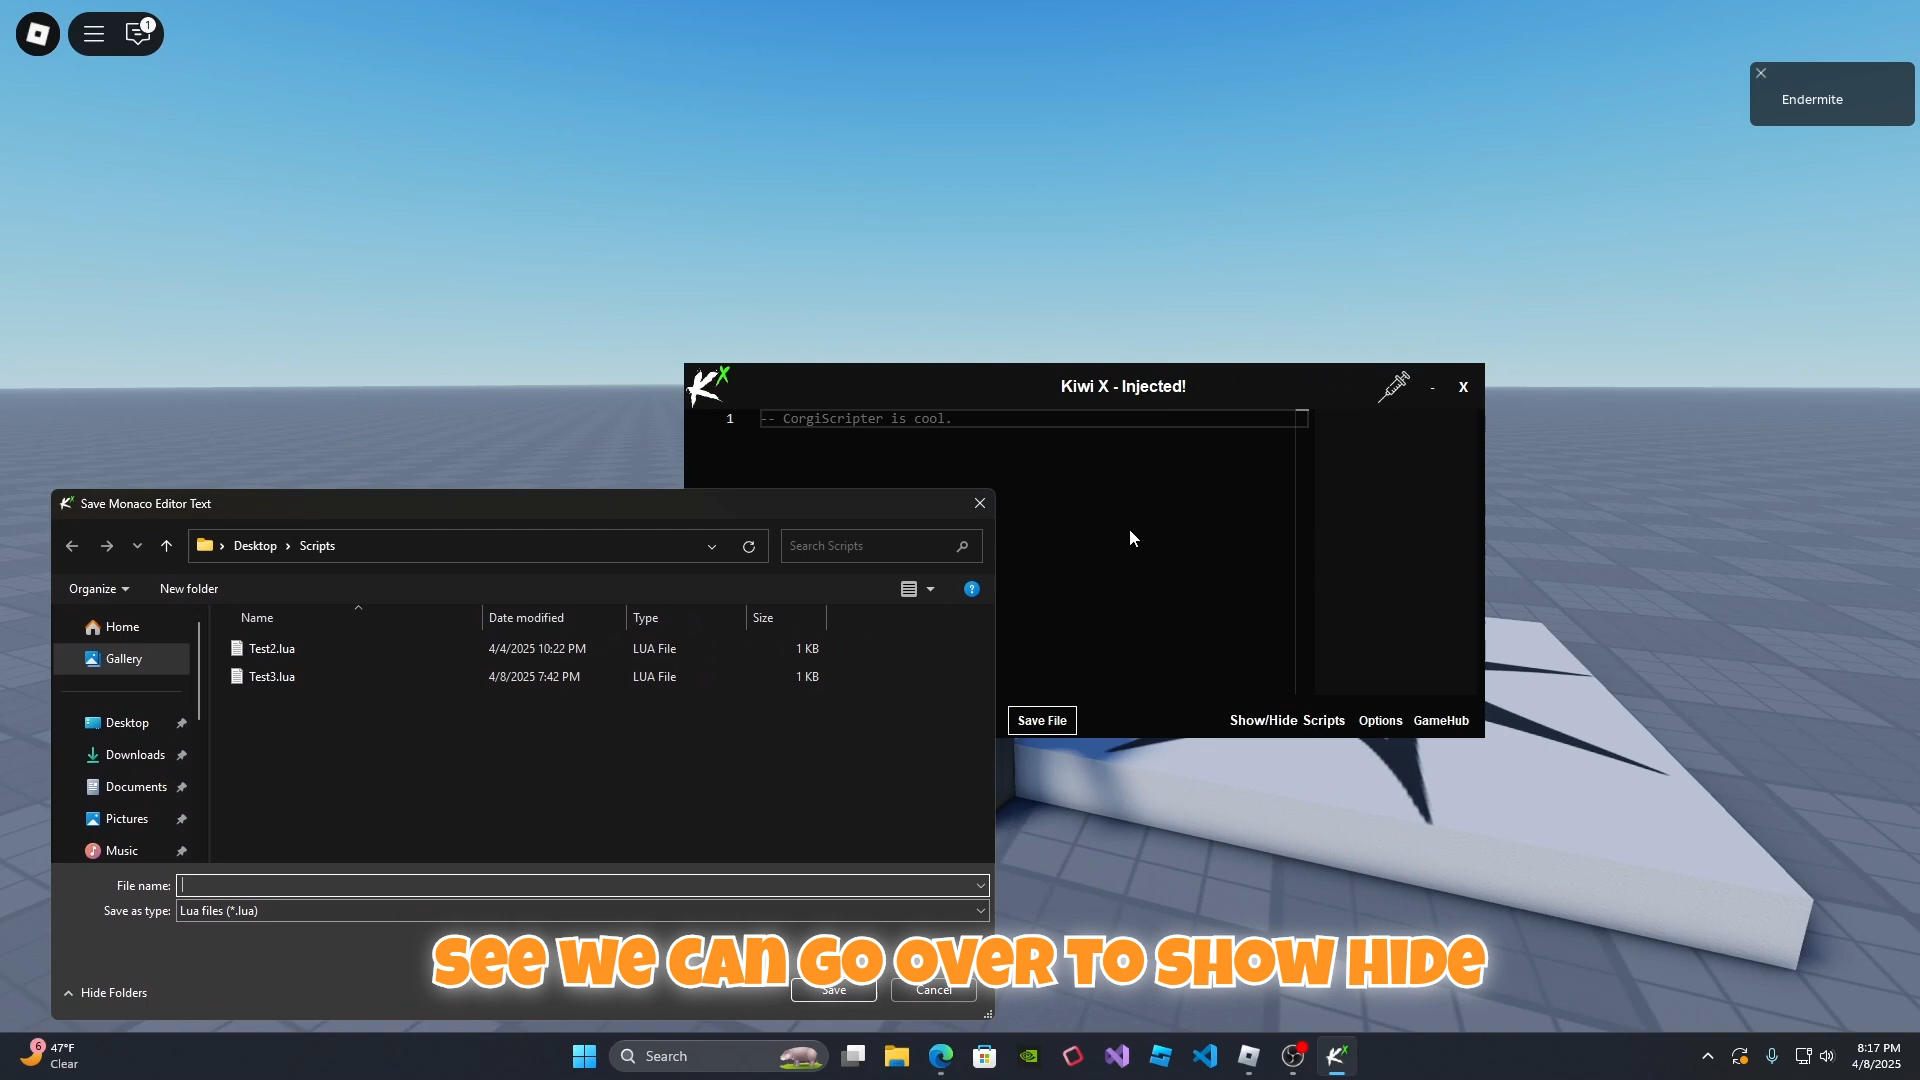 1
Endermite
X
Kiwi X - Injected!
-
X
1
-- CorgiScripter is cool.
Save Monaco Editor Text
Desktop
Scripts
Search Scripts
Organize
New folder
Name
Date modified
Type
Size
Home
Gallery
Test2.lua
4/4/2025 10:22 PM
LUA File
1 KB
Test3.lua
4/8/2025 7:42 PM
LUA File
1 KB
Desktop
Downloads
Documents
Pictures
Music
Save File
Show/Hide Scripts
Options
GameHub
File name:
Save as type:
Lua files (*.lua)
see we can go over to show hide
Hide Folders
Save
Cancel
6
47°F
Clear
Search
8:17 PM
4/8/2025